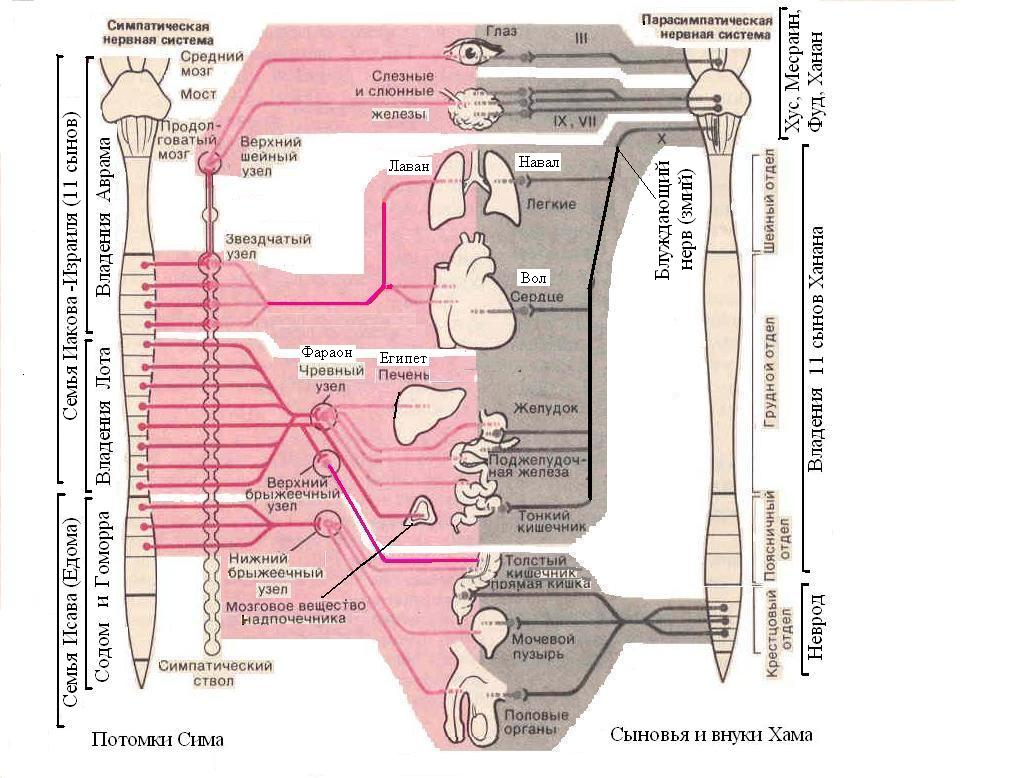 Симпатическая
нервная система
Средний
мозг
Мост
Продол-
говатый
мозг
Верхний
шейный
узел
Звездчатый
узел
Глаз
Слезные
и слюнные
железы
III
IX, VII
X
Парасимпатическая
нервная система
Хус, Месраин,
Фуд, Ханан
Лаван
Навал
Легкие
Вол
Сердце
Блуждающий
нерв (змий)
Фараон
Чревный
узел
Египет
Печень
Желудок
Поджелудоч-
ная железа
Верхний
брыжеечный
узел
Тонкий
кишечник
Нижний
брыжеечный
узел
Мозговое вещество
надпочечника
Толстый
кишечник
прямая кишка
Мочевой
пузырь
Половые
органы
Симпатический
ствол
Семья Иакова -Израиля (11 сынов)
Владения Аврама
Владения Лота
Семья Исава (Едома)
Содом и Гомора
Шейный отдел
Грудной отдел
Поясничный
отдел
Крестцовый
отдел
Владения 11 сынов Ханана
Неврод
Потомки Сима
Сыновья и внуки Хама